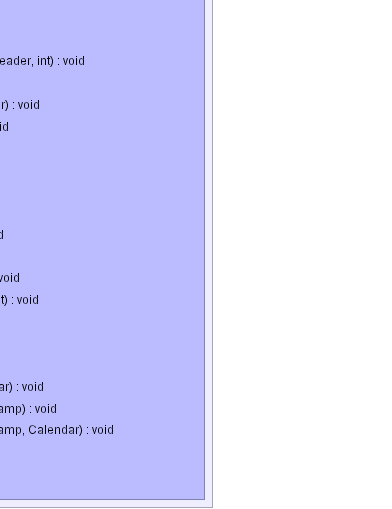 eader, int) : void
r) : void
id
d
void
t) : void
ar) : void
amp) : void
amp, Calendar) : void